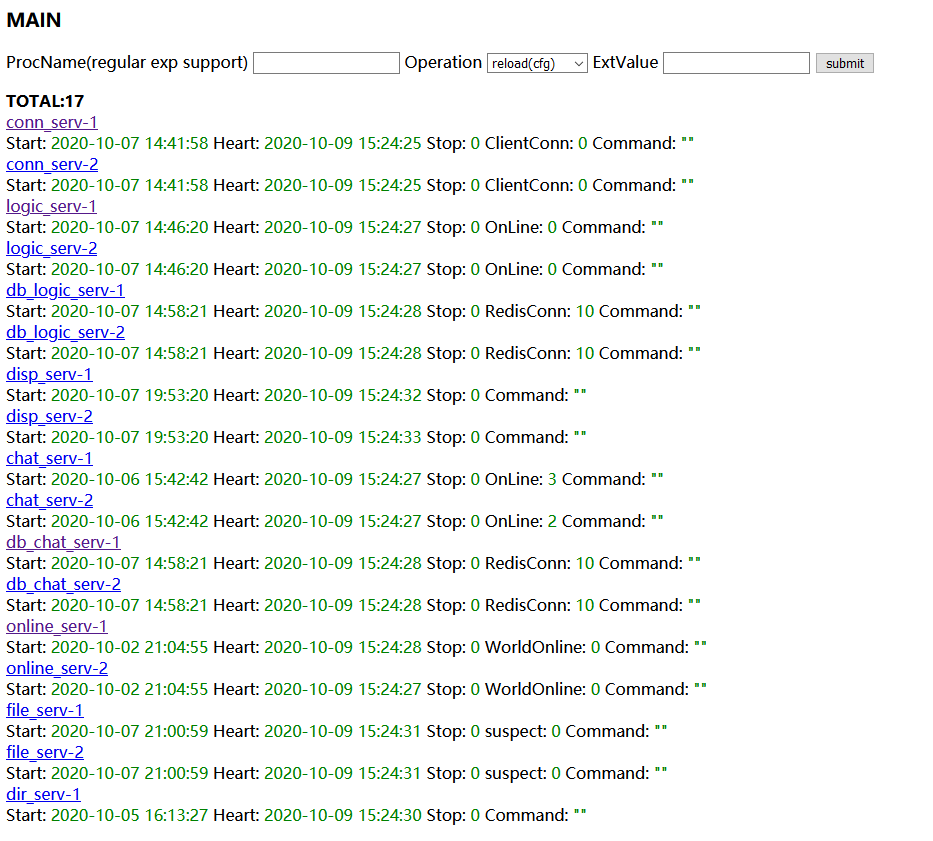 MAIN
ProcName(regular exp support) Operation reload(cfg) ExtValue submit
TOTAL:17
conn_serv-1
Start: 2020-10-07 14:41:58 Heart: 2020-10-09 15:24:25 Stop: 0 ClientConn: 0 Command: ""
conn_serv-2
Start: 2020-10-07 14:41:58 Heart: 2020-10-09 15:24:25 Stop: 0 ClientConn: 0 Command: ""
logic_serv-1
Start: 2020-10-07 14:46:20 Heart: 2020-10-09 15:24:27 Stop: 0 OnLine: 0 Command: ""
logic_serv-2
Start: 2020-10-07 14:46:20 Heart: 2020-10-09 15:24:27 Stop: 0 OnLine: 0 Command: ""
db_logic_serv-1
Start: 2020-10-07 14:58:21 Heart: 2020-10-09 15:24:28 Stop: 0 RedisConn: 10 Command: ""
db_logic_serv-2
Start: 2020-10-07 14:58:21 Heart: 2020-10-09 15:24:28 Stop: 0 RedisConn: 10 Command: ""
disp_serv-1
Start: 2020-10-07 19:53:20 Heart: 2020-10-09 15:24:32 Stop: 0 Command: ""
disp_serv-2
Start: 2020-10-07 19:53:20 Heart: 2020-10-09 15:24:33 Stop: 0 Command: ""
chat_serv-1
Start: 2020-10-06 15:42:42 Heart: 2020-10-09 15:24:27 Stop: 0 OnLine: 3 Command: ""
chat_serv-2
Start: 2020-10-06 15:42:42 Heart: 2020-10-09 15:24:27 Stop: 0 OnLine: 2 Command: ""
db_chat_serv-1
Start: 2020-10-07 14:58:21 Heart: 2020-10-09 15:24:28 Stop: 0 RedisConn: 10 Command: ""
db_chat_serv-2
Start: 2020-10-07 14:58:21 Heart: 2020-10-09 15:24:28 Stop: 0 RedisConn: 10 Command: ""
online_serv-1
Start: 2020-10-02 21:04:55 Heart: 2020-10-09 15:24:28 Stop: 0 WorldOnline: 0 Command: ""
online_serv-2
Start: 2020-10-02 21:04:55 Heart: 2020-10-09 15:24:27 Stop: 0 WorldOnline: 0 Command: ""
file_serv-1
Start: 2020-10-07 21:00:59 Heart: 2020-10-09 15:24:31 Stop: 0 suspect: 0 Command: ""
file_serv-2
Start: 2020-10-07 21:00:59 Heart: 2020-10-09 15:24:31 Stop: 0 suspect: 0 Command: ""
dir_serv-1
Start: 2020-10-05 16:13:27 Heart: 2020-10-09 15:24:30 Stop: 0 Command: ""